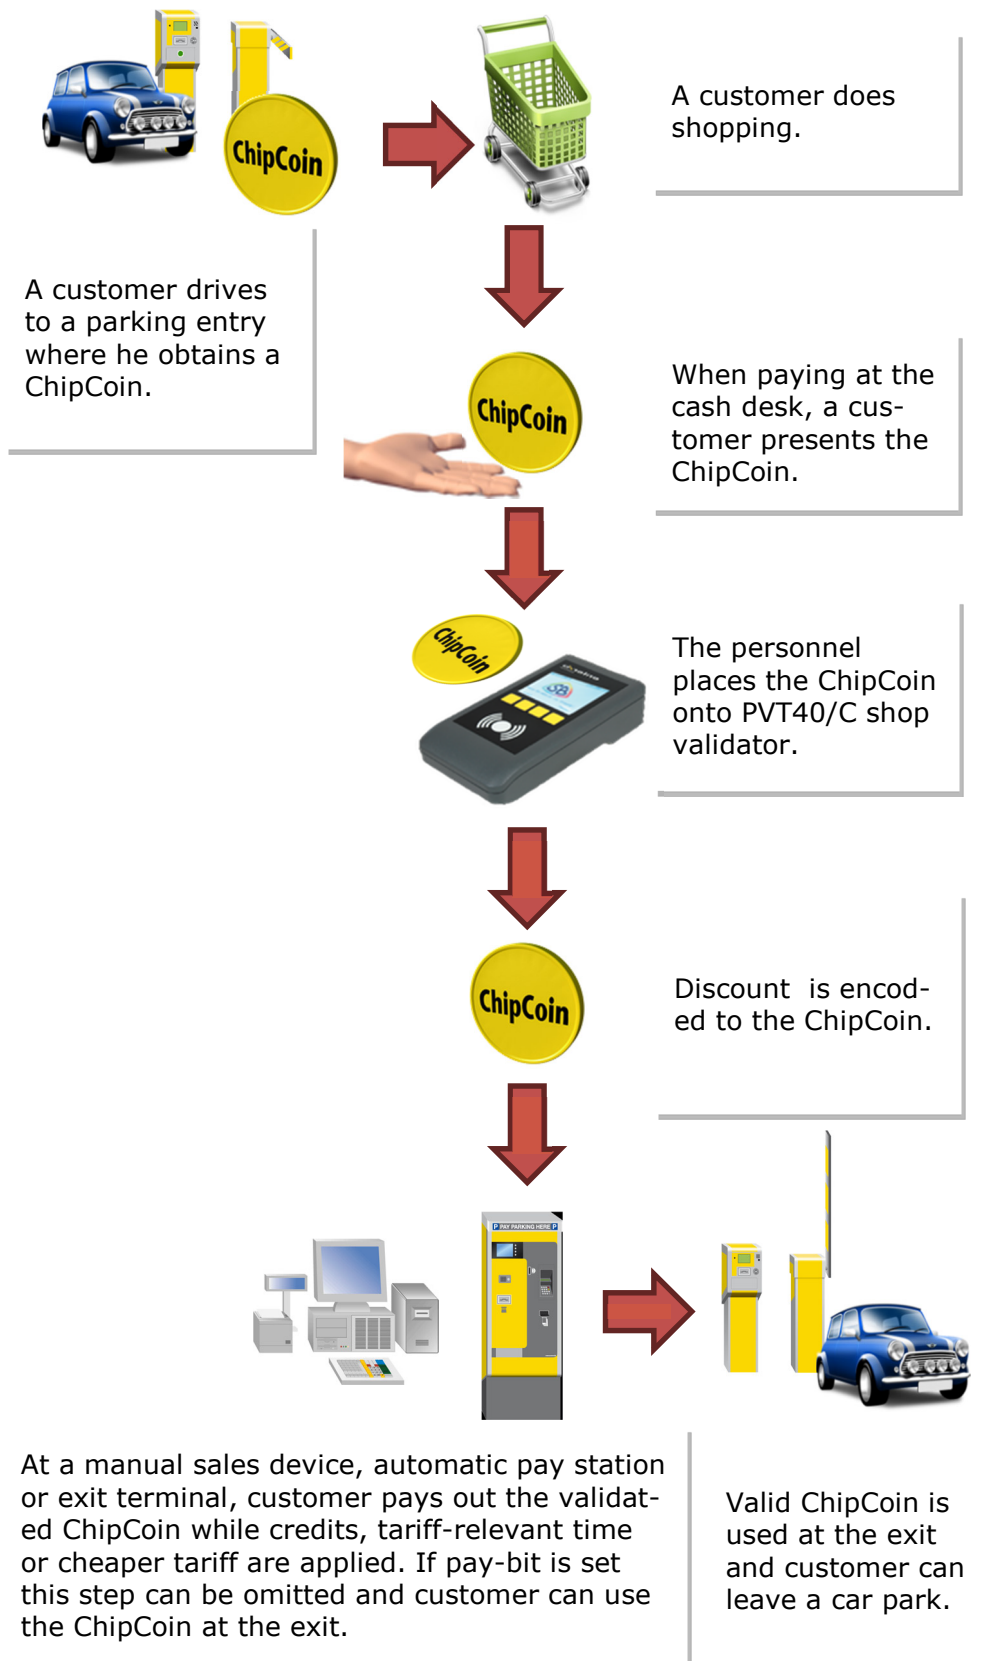 ChipCoin
A customer does
shopping.
A customer drives
to a parking entry
where he obtains a
ChipCoin.
ChipCoin
When paying at the
cash desk, a cus-
tomer presents the
ChipCoin.
ChipCoin
The personnel
places the ChipCoin
onto PVT40/C shop
validator.
ChipCoin
Discount  is encod-
ed to the ChipCoin.
P PAY PARKING HERE P
At a manual sales device, automatic pay station
or exit terminal, customer pays out the validat-
ed ChipCoin while credits, tariff-relevant time
or cheaper tariff are applied. If pay-bit is set
this step can be omitted and customer can use
the ChipCoin at the exit.
Valid ChipCoin is
used at the exit
and customer can
leave a car park.